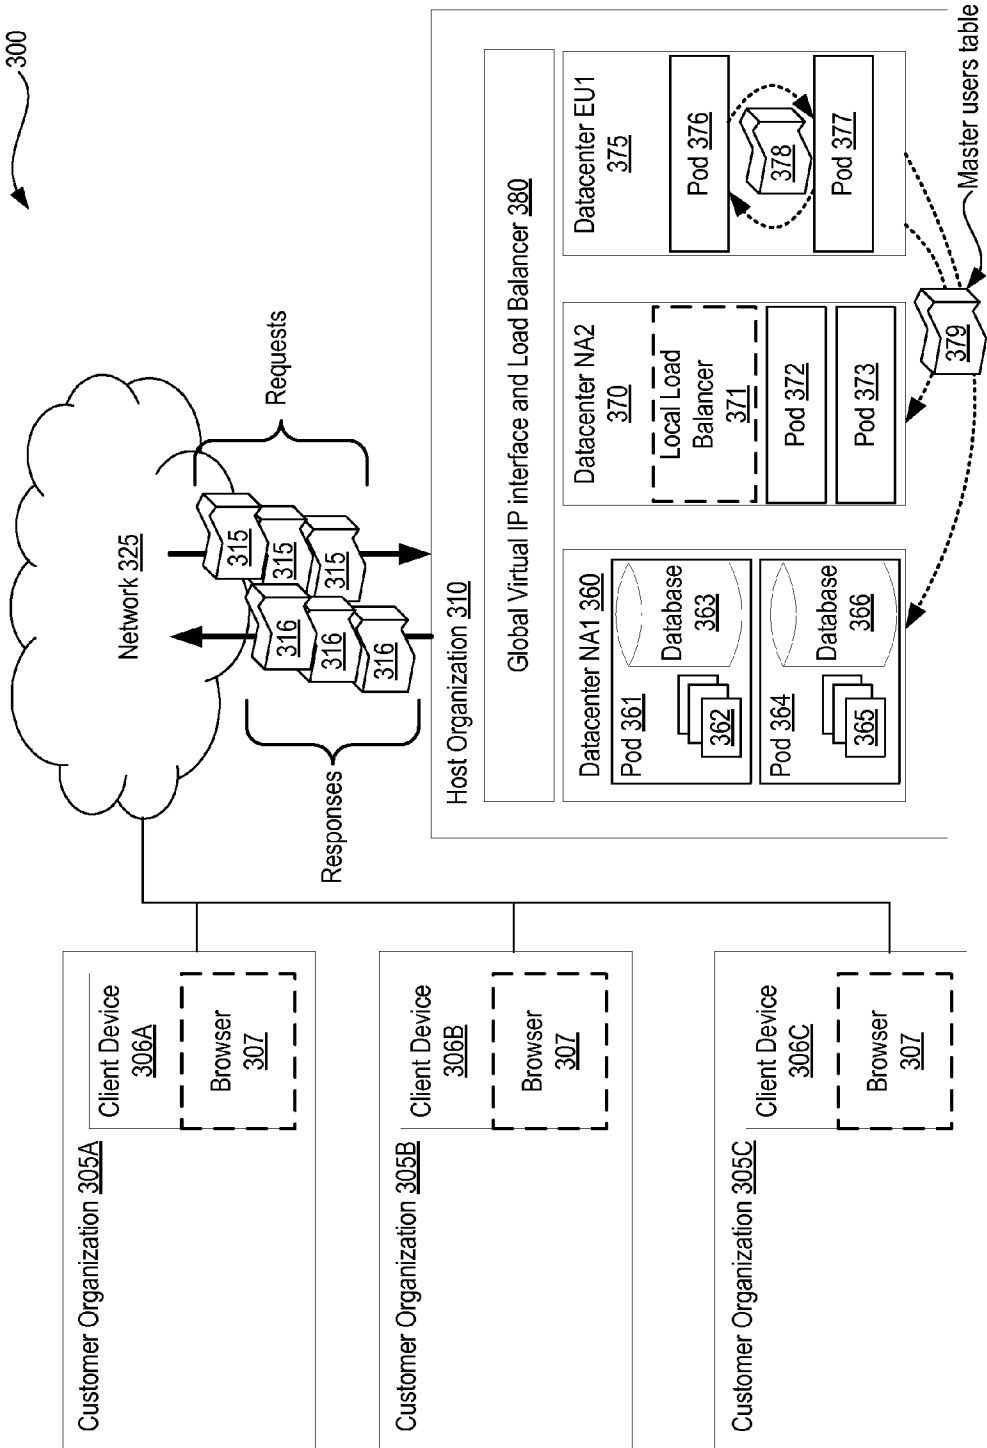 300
Customer Organization 305A
Client Device
306A
Browser
307
Customer Organization 305B
Client Device
306B
Browser
307
Customer Organization 305C
Client Device
306C
Browser
307
Network 325
Requests
315
315
315
316
316
316
Responses
Host Organization 310
Global Virtual IP interface and Load Balancer 380
Datacenter NA1 360
Pod 361
362
Database
363
Pod 364
365
Database
366
Datacenter NA2
370
Local Load
Balancer
371
Pod 372
Pod 373
Datacenter EU1
375
Pod 376
378
Pod 377
379
Master users table